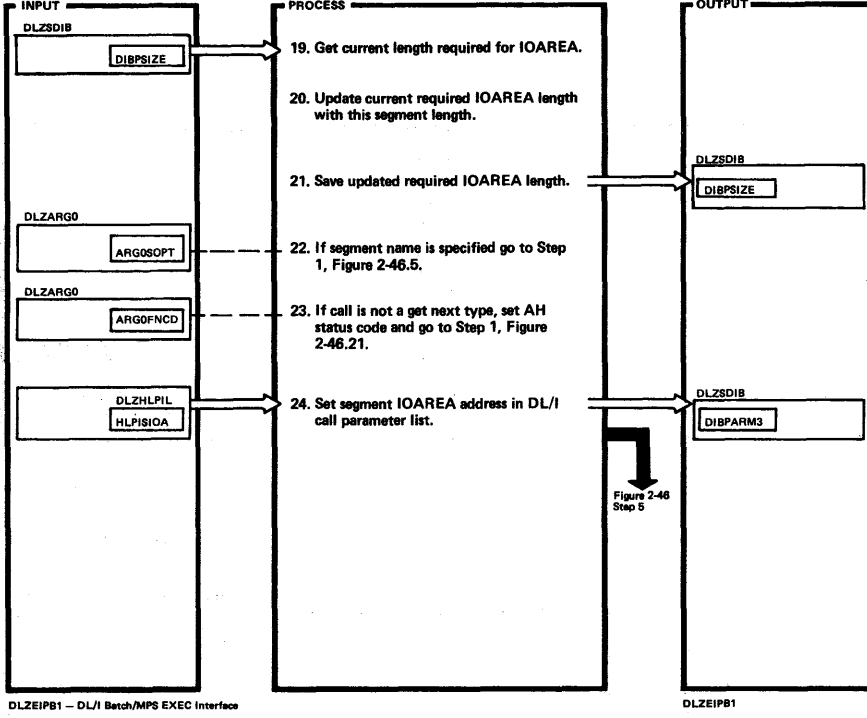 INPUT
DLZSDIB
DIBPSIZE
DLZARG0
ARG0SOPT
DLZARG0
ARG0FNCD
DLZHLPIL
HLPISIOA
PROCESS
19. Get current length required for IOAREA.
20. Update current required IOAREA length
with this segment length.
21. Save updated required IOAREA length.
22. If segment name is specified go to Step
1, Figure 2-46.5.
23. If call is not a get next type, set AH
status code and go to Step 1, Figure
2-46.21.
24. Set segment IOAREA address in DL/I
call parameter list.
Figure 2-46
Step 5
OUTPUT
DLZSDIB
DIBPSIZE
DLZSDIB
DIBPARM3
DLZEIPB1 — DL/I Batch/MPS EXEC Interface
DLZEIPB1